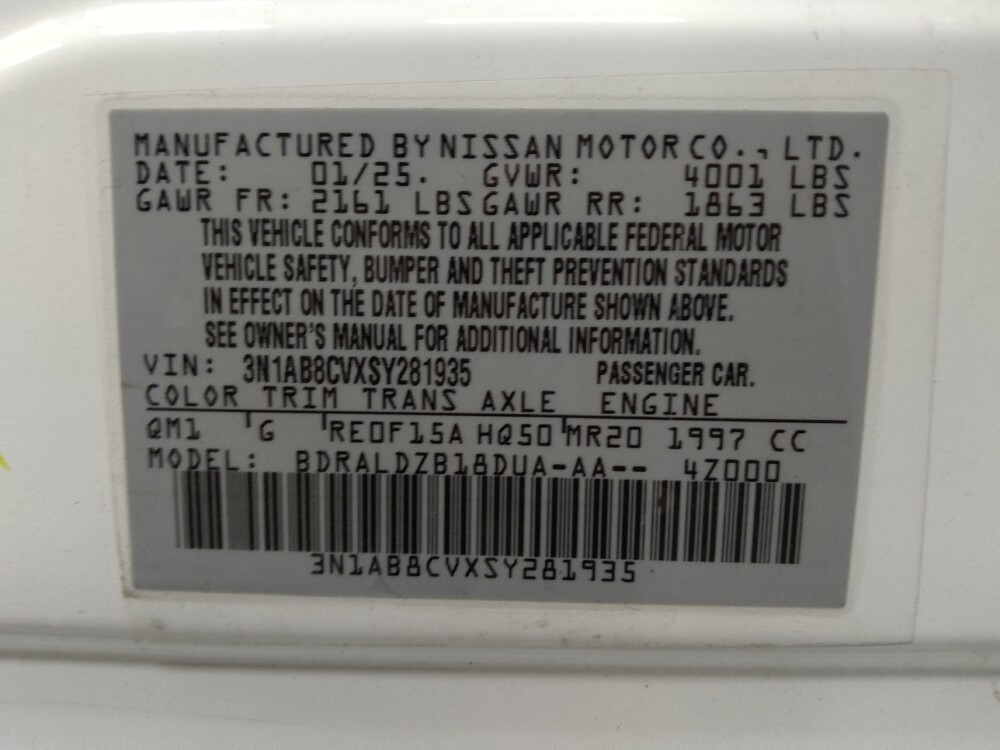 MANUFACTURED BY NISSAN MOTOR CO., LTD.
DATE: 01/25. GVWR: 4001 LBS
GAWR FR: 2161 LBS GAWR RR: 1863 LBS
THIS VEHICLE CONFORMS TO ALL APPLICABLE FEDERAL MOTOR
VEHICLE SAFETY, BUMPER AND THEFT PREVENTION STANDARDS
IN EFFECT ON THE DATE OF MANUFACTURE SHOWN ABOVE.
SEE OWNER'S MANUAL FOR ADDITIONAL INFORMATION.
VIN: 3N1AB8CVXSY281935 PASSENGER CAR.
COLOR TRIM TRANS AXLE ENGINE
QM1 G RE0F15A HQ50 MR20 1997 CC
MODEL: BDRALDZB18DUA-AA-- 4Z000
3N1AB8CVXSY281935